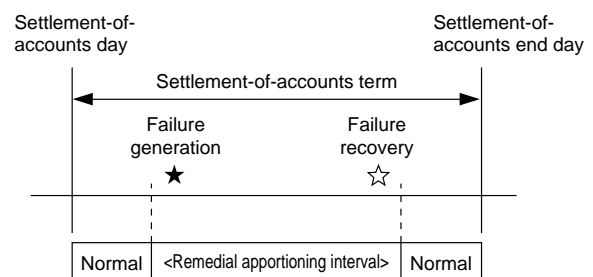 Settlement-of-
accounts day
Settlement-of-
accounts end day
Settlement-of-accounts term
Failure
generation
Failure
recovery
Normal
<Remedial apportioning interval>
Normal